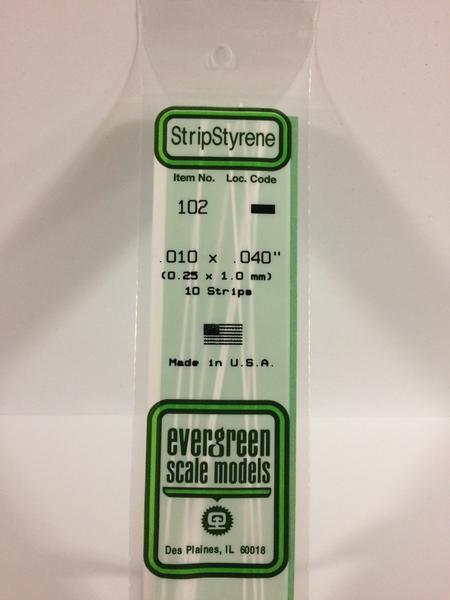 StripStyrene
Item No. Loc. Code
102
.010 x .040"
(0.25 x 1.0 mm)
10 Strips
Made in U.S.A.
evergreen
scale models
Des Plaines, IL 60018